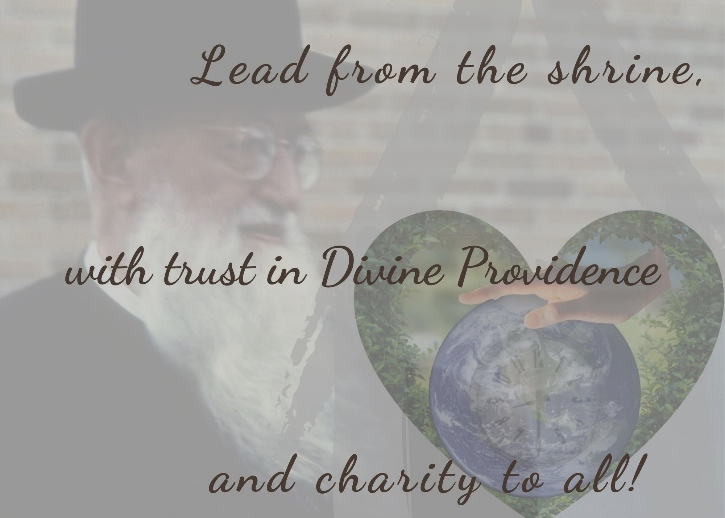 Lead from the shrine,
with trust in Divine Providence
and charity to all!